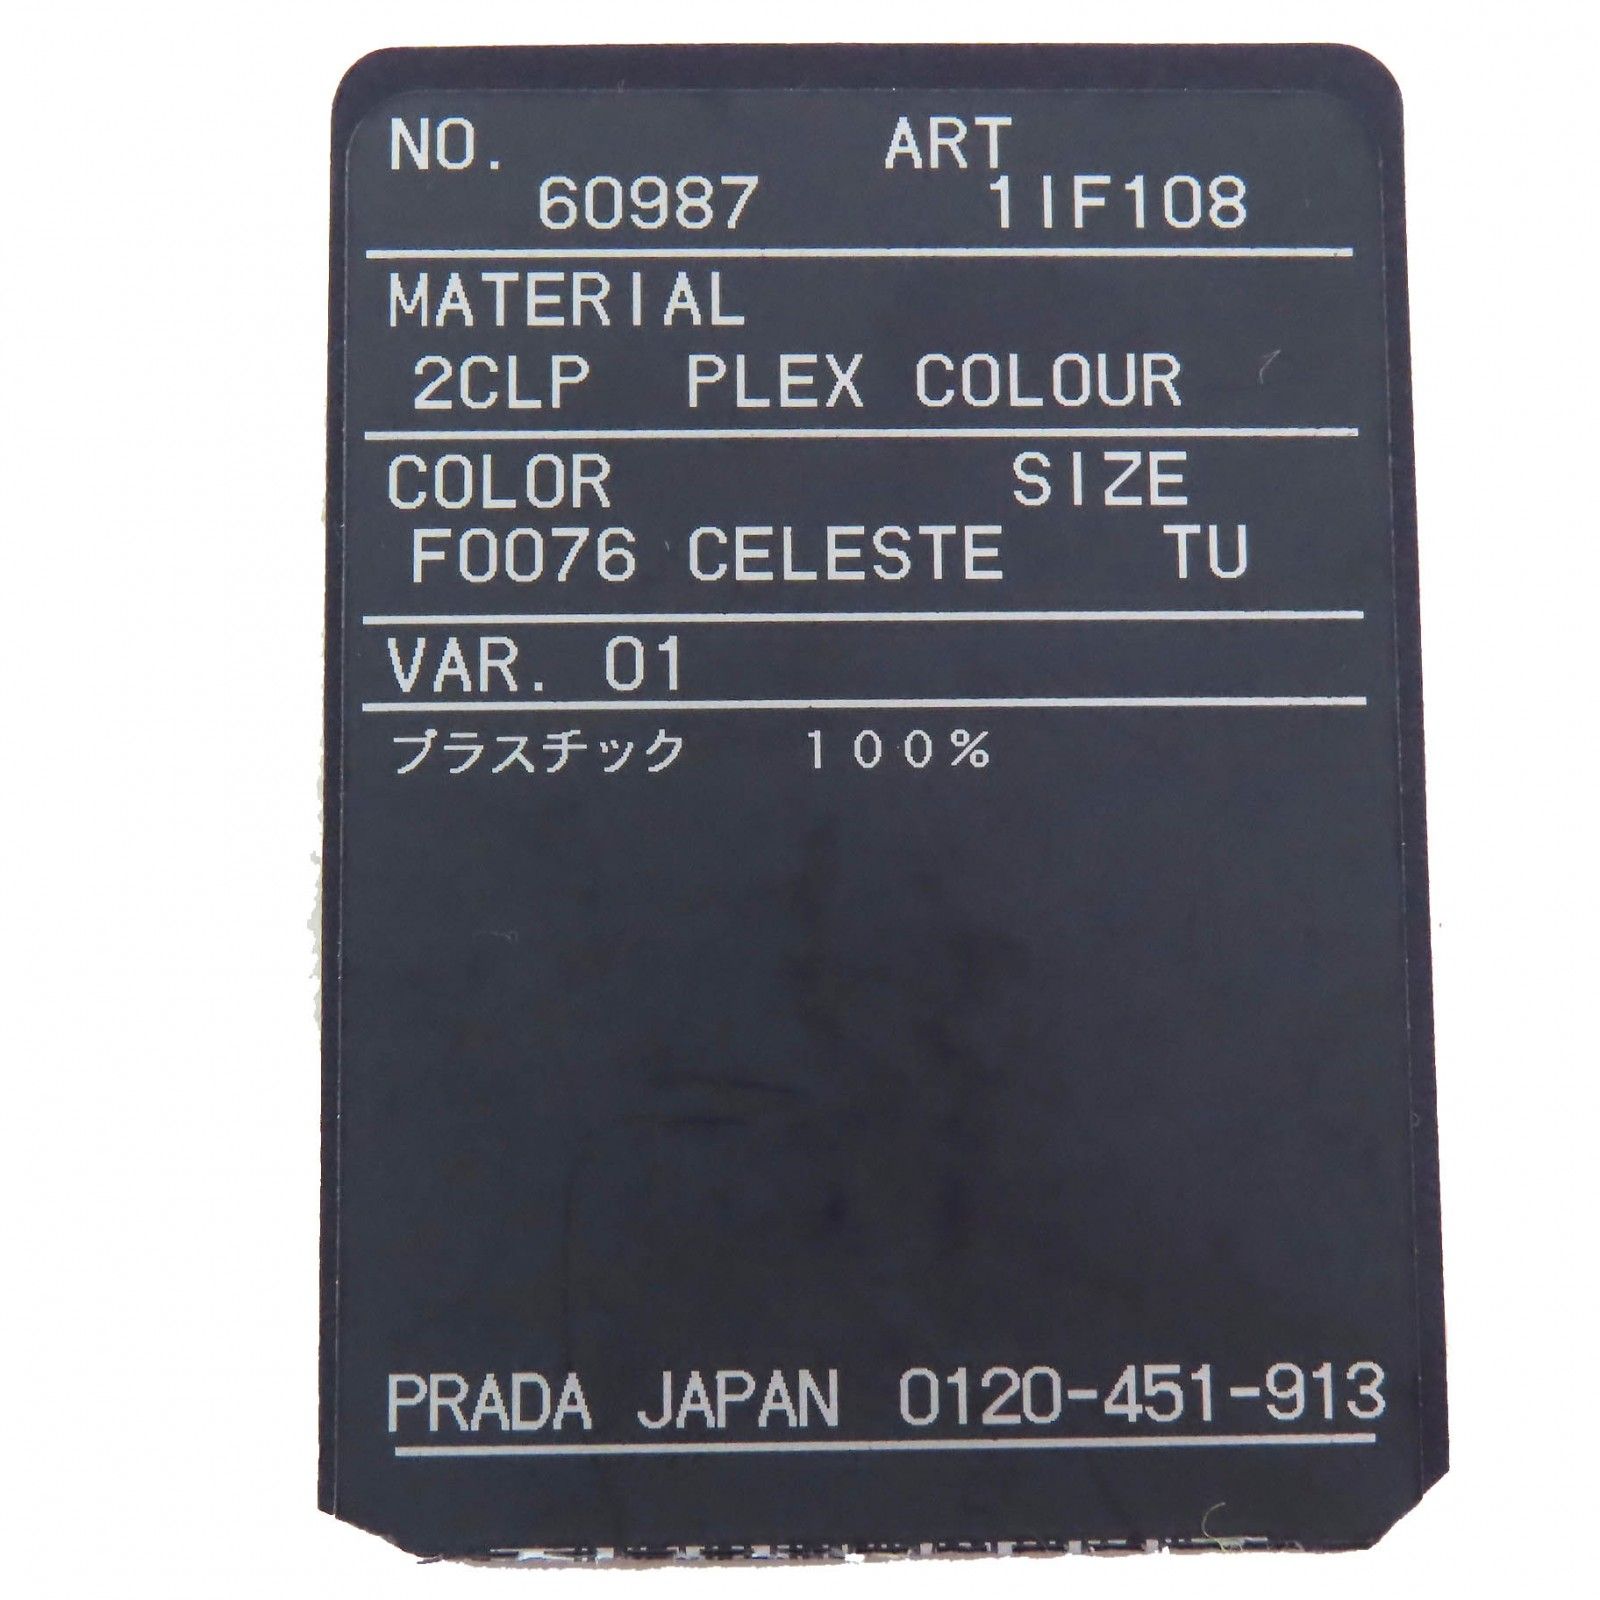 NO. ART
60987 1IF108
MATERIAL
2CLP PLEX COLOUR
COLOR SIZE
F0076 CELESTE TU
VAR. 01
プラスチック １００％
PRADA JAPAN 0120-451-913